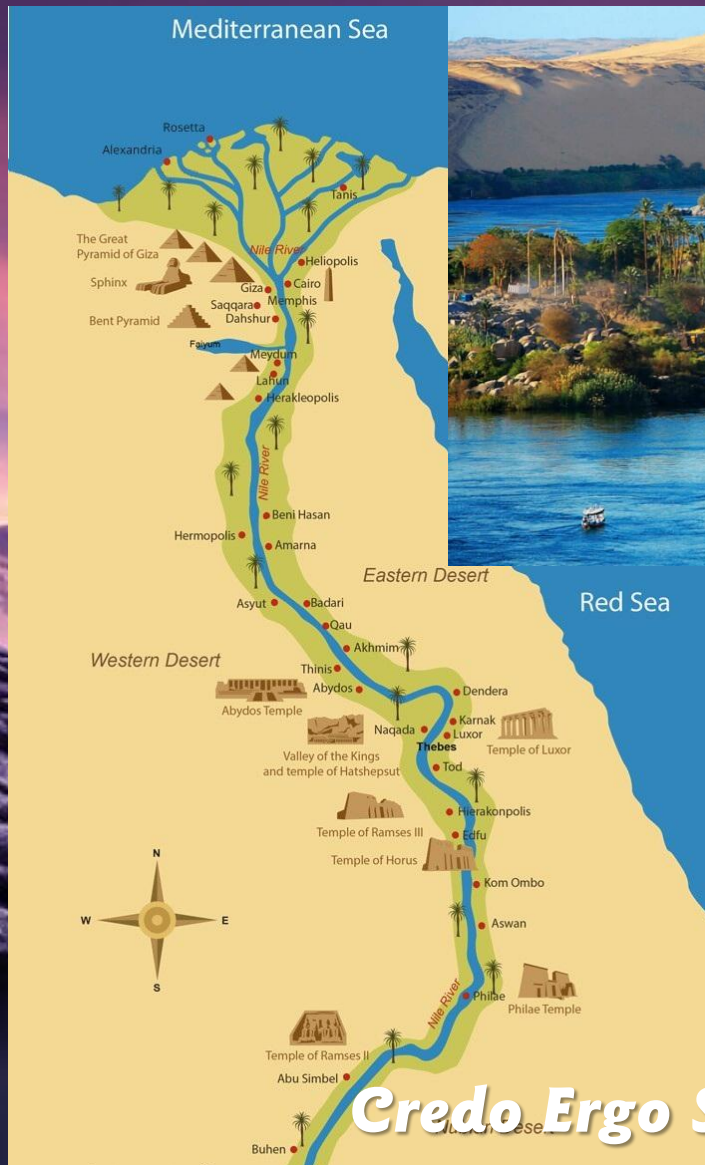 Mediterranean Sea
Rosetta
Alexandria
Tanis
The Great
Pyramid of Giza
Nile River
Heliopolis
Sphinx
Giza
Cairo
Saqqara
Memphis
Bent Pyramid
Dahshur
Faiyum
Meydum
Lahun
Herakleopolis
Nile River
Beni Hasan
Hermopolis
Amarna
Eastern Desert
Asyut
Badari
Red Sea
Qau
Akhmim
Western Desert
Thinis
Abydos
Dendera
Abydos Temple
Karnak
Naqada
Luxor
Thebes
Temple of Luxor
Valley of the Kings
and temple of Hatshepsut
Tod
Hierakonpolis
Temple of Ramses III
Edfu
Temple of Horus
N
Kom Ombo
W
E
Aswan
S
Nile River
Philae
Philae Temple
Temple of Ramses II
Abu Simbel
Credo Ergo S
Desert
Buhen